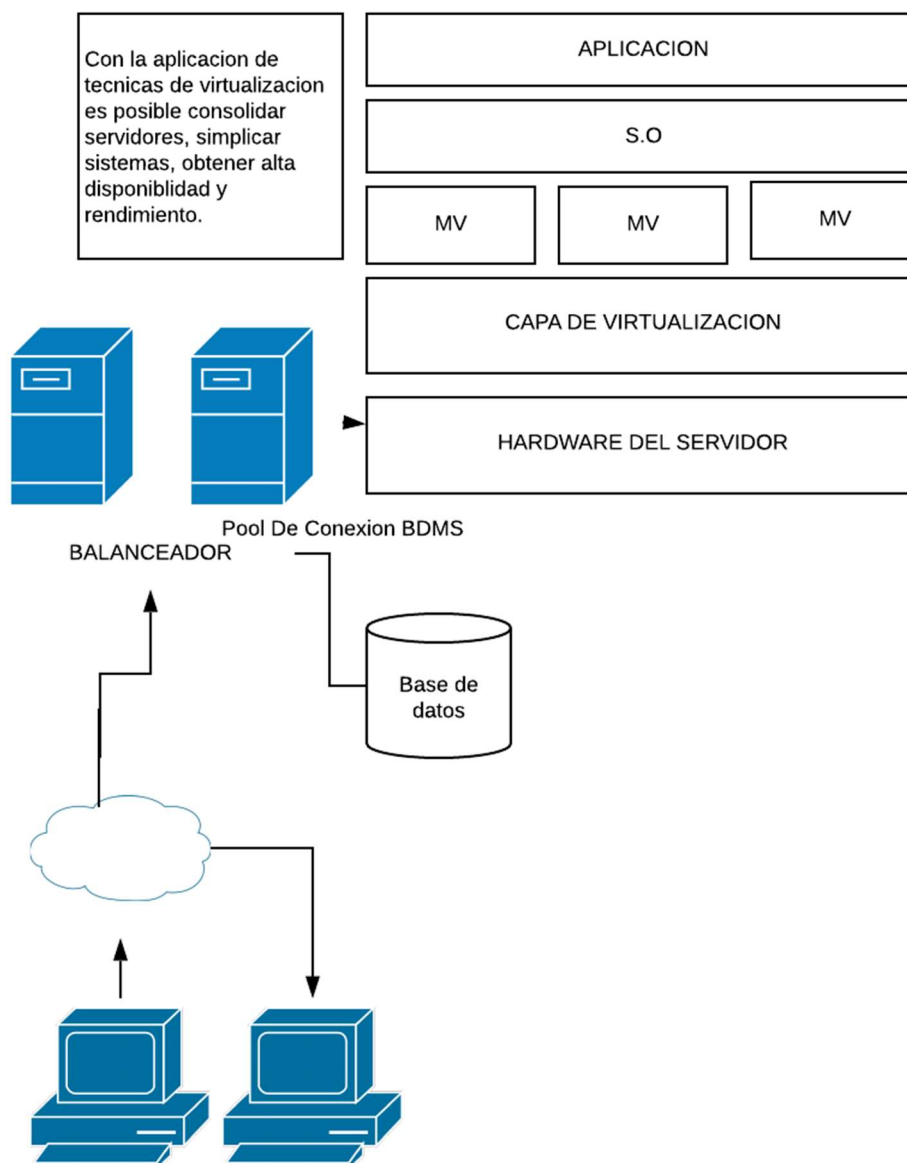 Con la aplicacion de
tecnicas de virtualizacion
es posible consolidar
servidores, simplicar
sistemas, obtener alta
disponiblidad y
rendimiento.
APLICACION
S.O
MV
MV
MV
CAPA DE VIRTUALIZACION
HARDWARE DEL SERVIDOR
Pool De Conexion BDMS
BALANCEADOR
Base de
datos